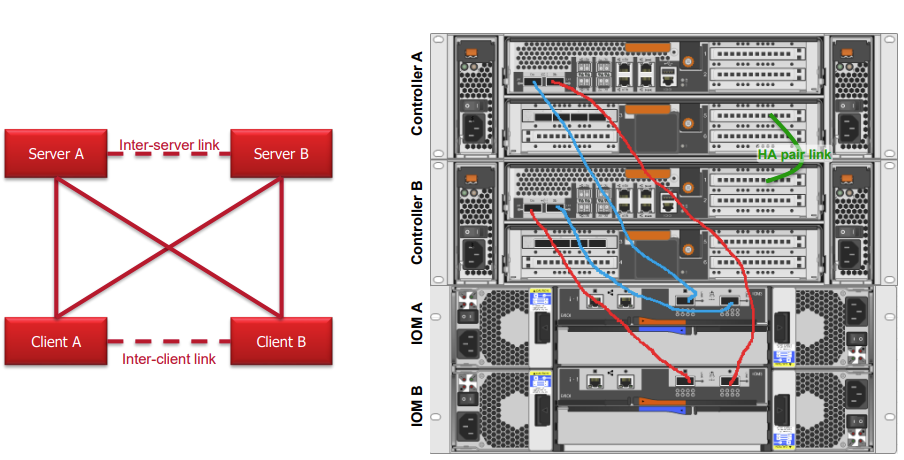 Server A
Inter-server link
Server B
Client A
Inter-client link
Client B
Controller A
Controller B
IOM A
IOM B
HA pair link